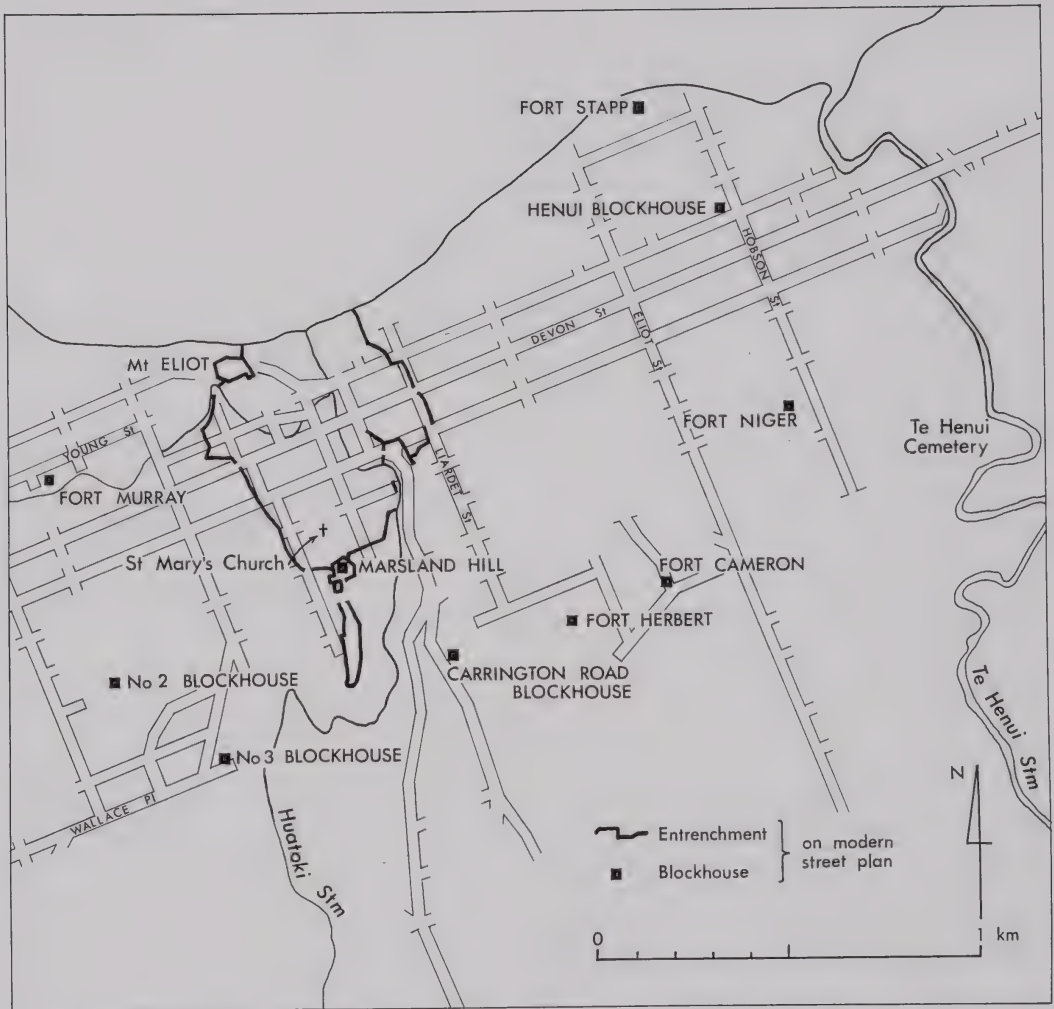 FORT STAPP
HENUI BLOCKHOUSE
HOBSON St
DEVON St
ELIOT St
Mt ELIOT
FORT NIGER
Te Henui
Cemetery
YOUNG St
LIARDET St
FORT MURRAY
St Mary's Church
MARSLAND HILL
FORT CAMERON
FORT HERBERT
CARRINGTON ROAD
BLOCKHOUSE
No 2 BLOCKHOUSE
No 3 BLOCKHOUSE
Te Henui Stm
WALLACE Pl
Huatoki Stm
N
Entrenchment
Blockhouse
on modern
street plan
0
1 km